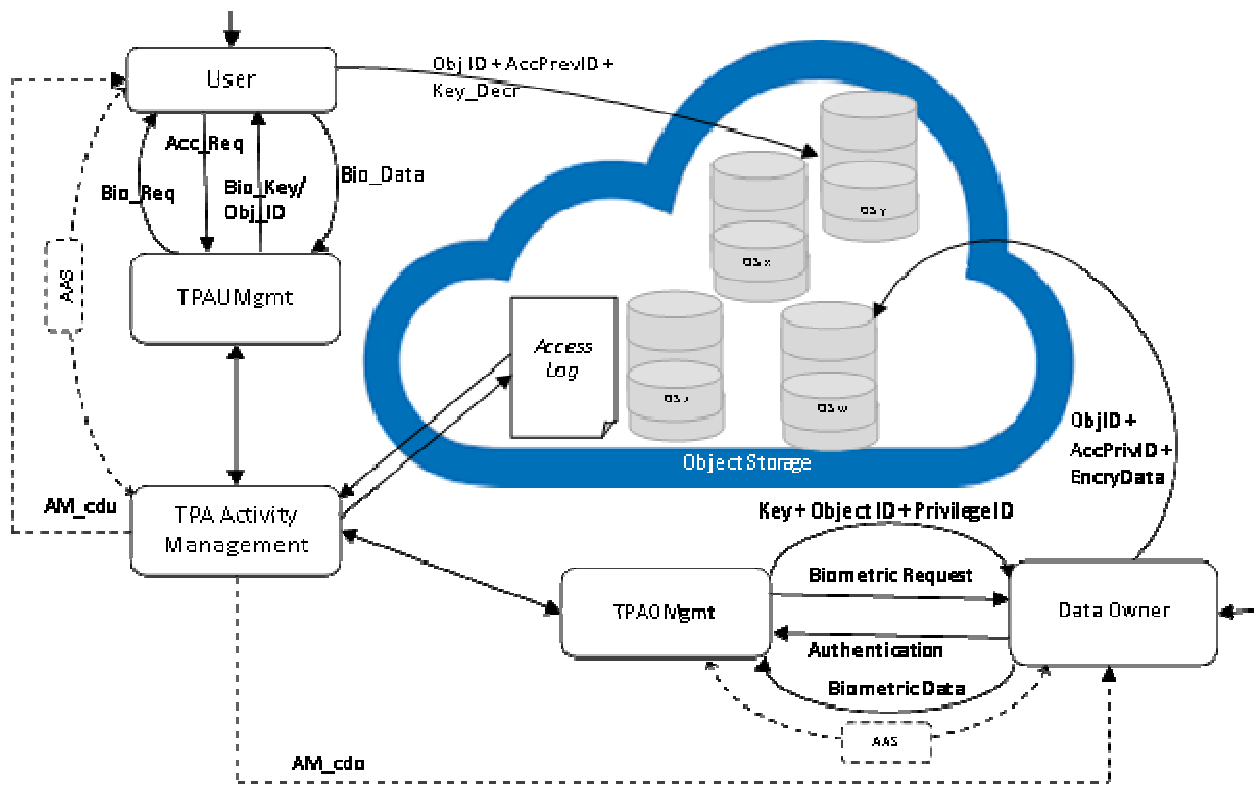 User
Obj ID + AccPrevID +
Key_Decr
Acc_Req
Bio_Req
Bio_Key/
Obj_ID
Bio_Data
AAS
TPAU Mgmt
Access
Log
Object Storage
ObjID +
AccPrivID +
EncryData
AM_cdu
TPA Activity
Management
Key + Object ID + PrivilegeID
Biometric Request
TPAO Mgmt
Data Owner
Authentication
Biometric Data
AAS
AM_cdo